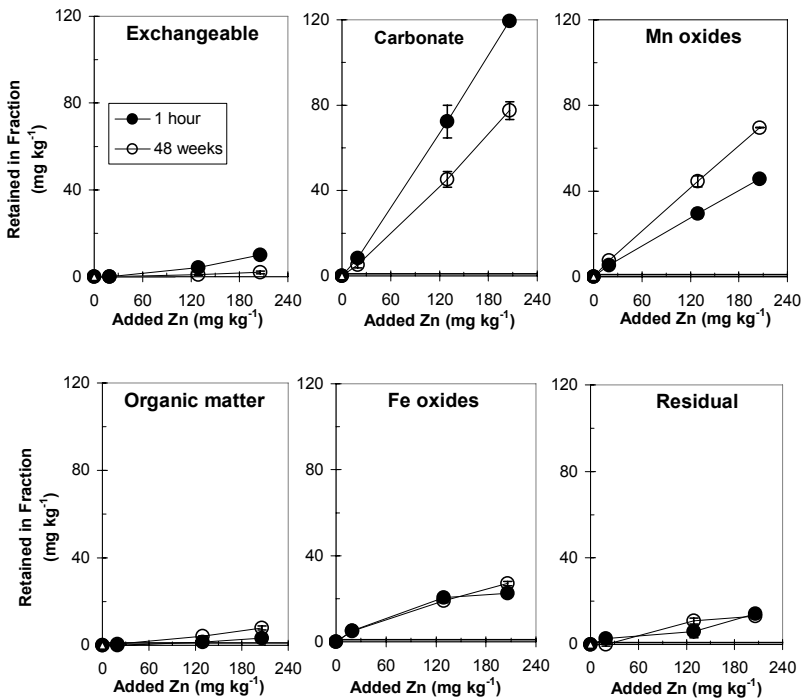 Exchangeable
Carbonate
Mn oxides
120
80
40
0
120
80
40
0
120
80
40
0
Retained in Fraction
(mg kg-1)
1 hour
48 weeks
0 60 120 180 240
0 60 120 180 240
0 60 120 180 240
Added Zn (mg kg-1)
Added Zn (mg kg-1)
Added Zn (mg kg-1)
Organic matter
Fe oxides
Residual
120
80
40
0
120
80
40
0
120
80
40
0
Retained in Fraction
(mg kg-1)
0 60 120 180 240
0 60 120 180 240
0 60 120 180 240
Added Zn (mg kg-1)
Added Zn (mg kg-1)
Added Zn (mg kg-1)